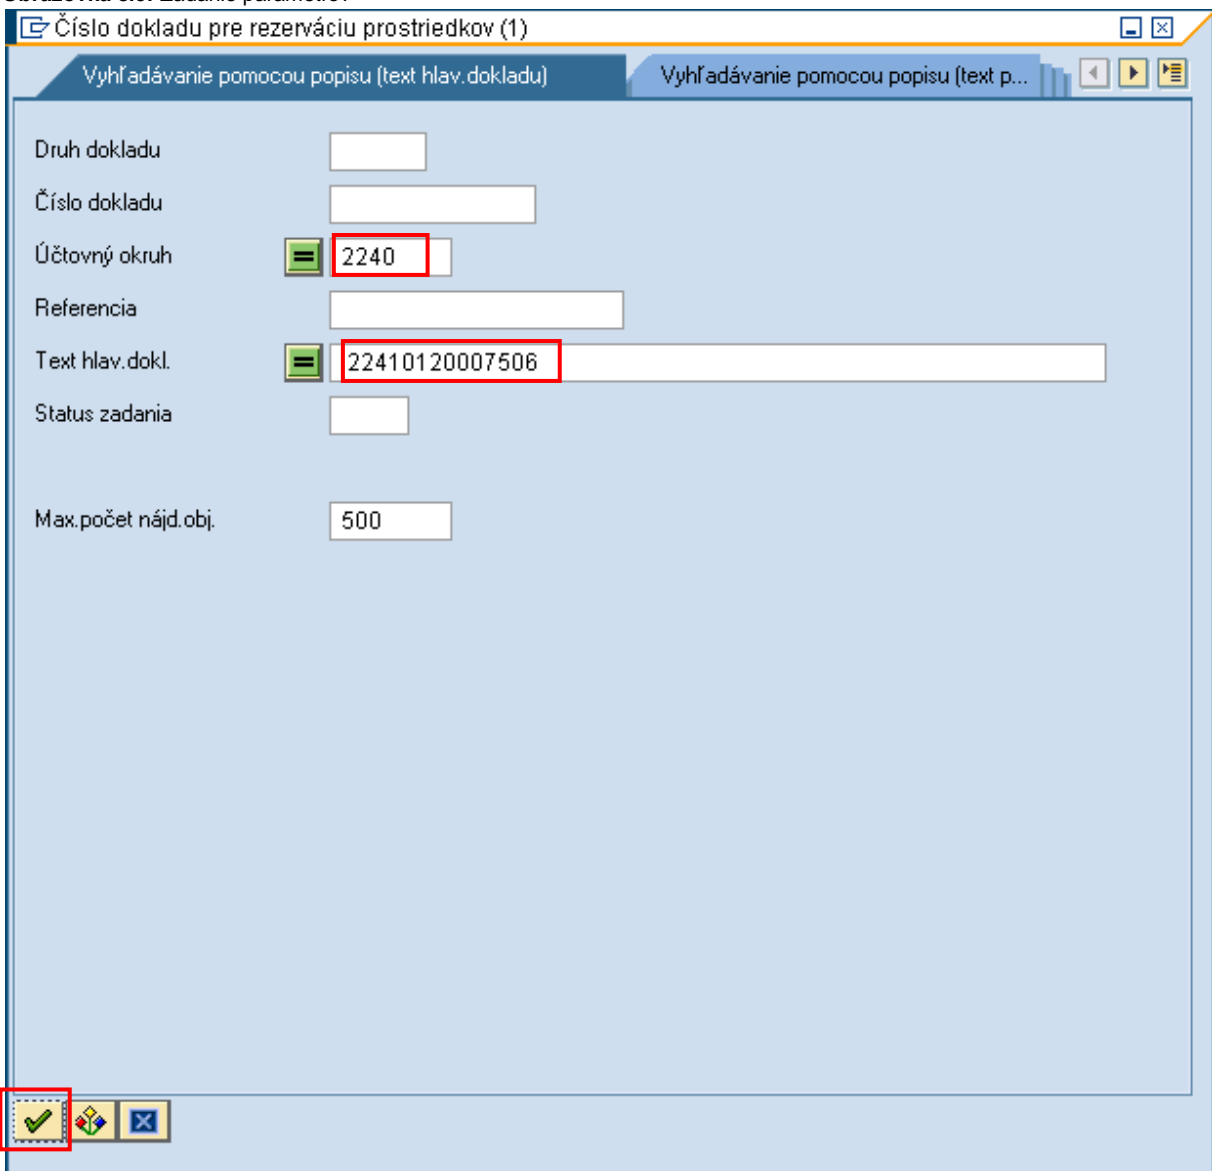 Číslo dokladu pre rezerváciu prostriedkov (1)
Vyhľadávanie pomocou popisu (text hlav.dokladu) Vyhľadávanie pomocou popisu (text p...
Druh dokladu
Číslo dokladu
Účtovný okruh 2240
Referencia
Text hlav.dokl. 22410120007506
Status zadania
Max.počet nájd.obj. 500